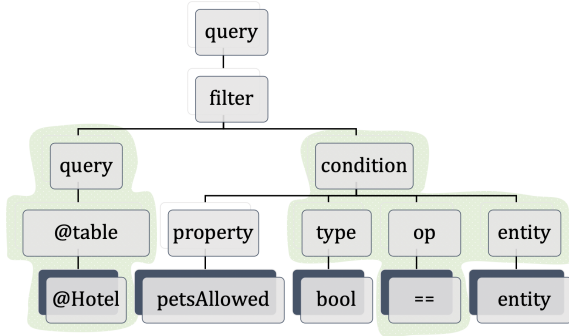 query
filter
query condition
@table property type op entity
@Hotel petsAllowed bool == entity